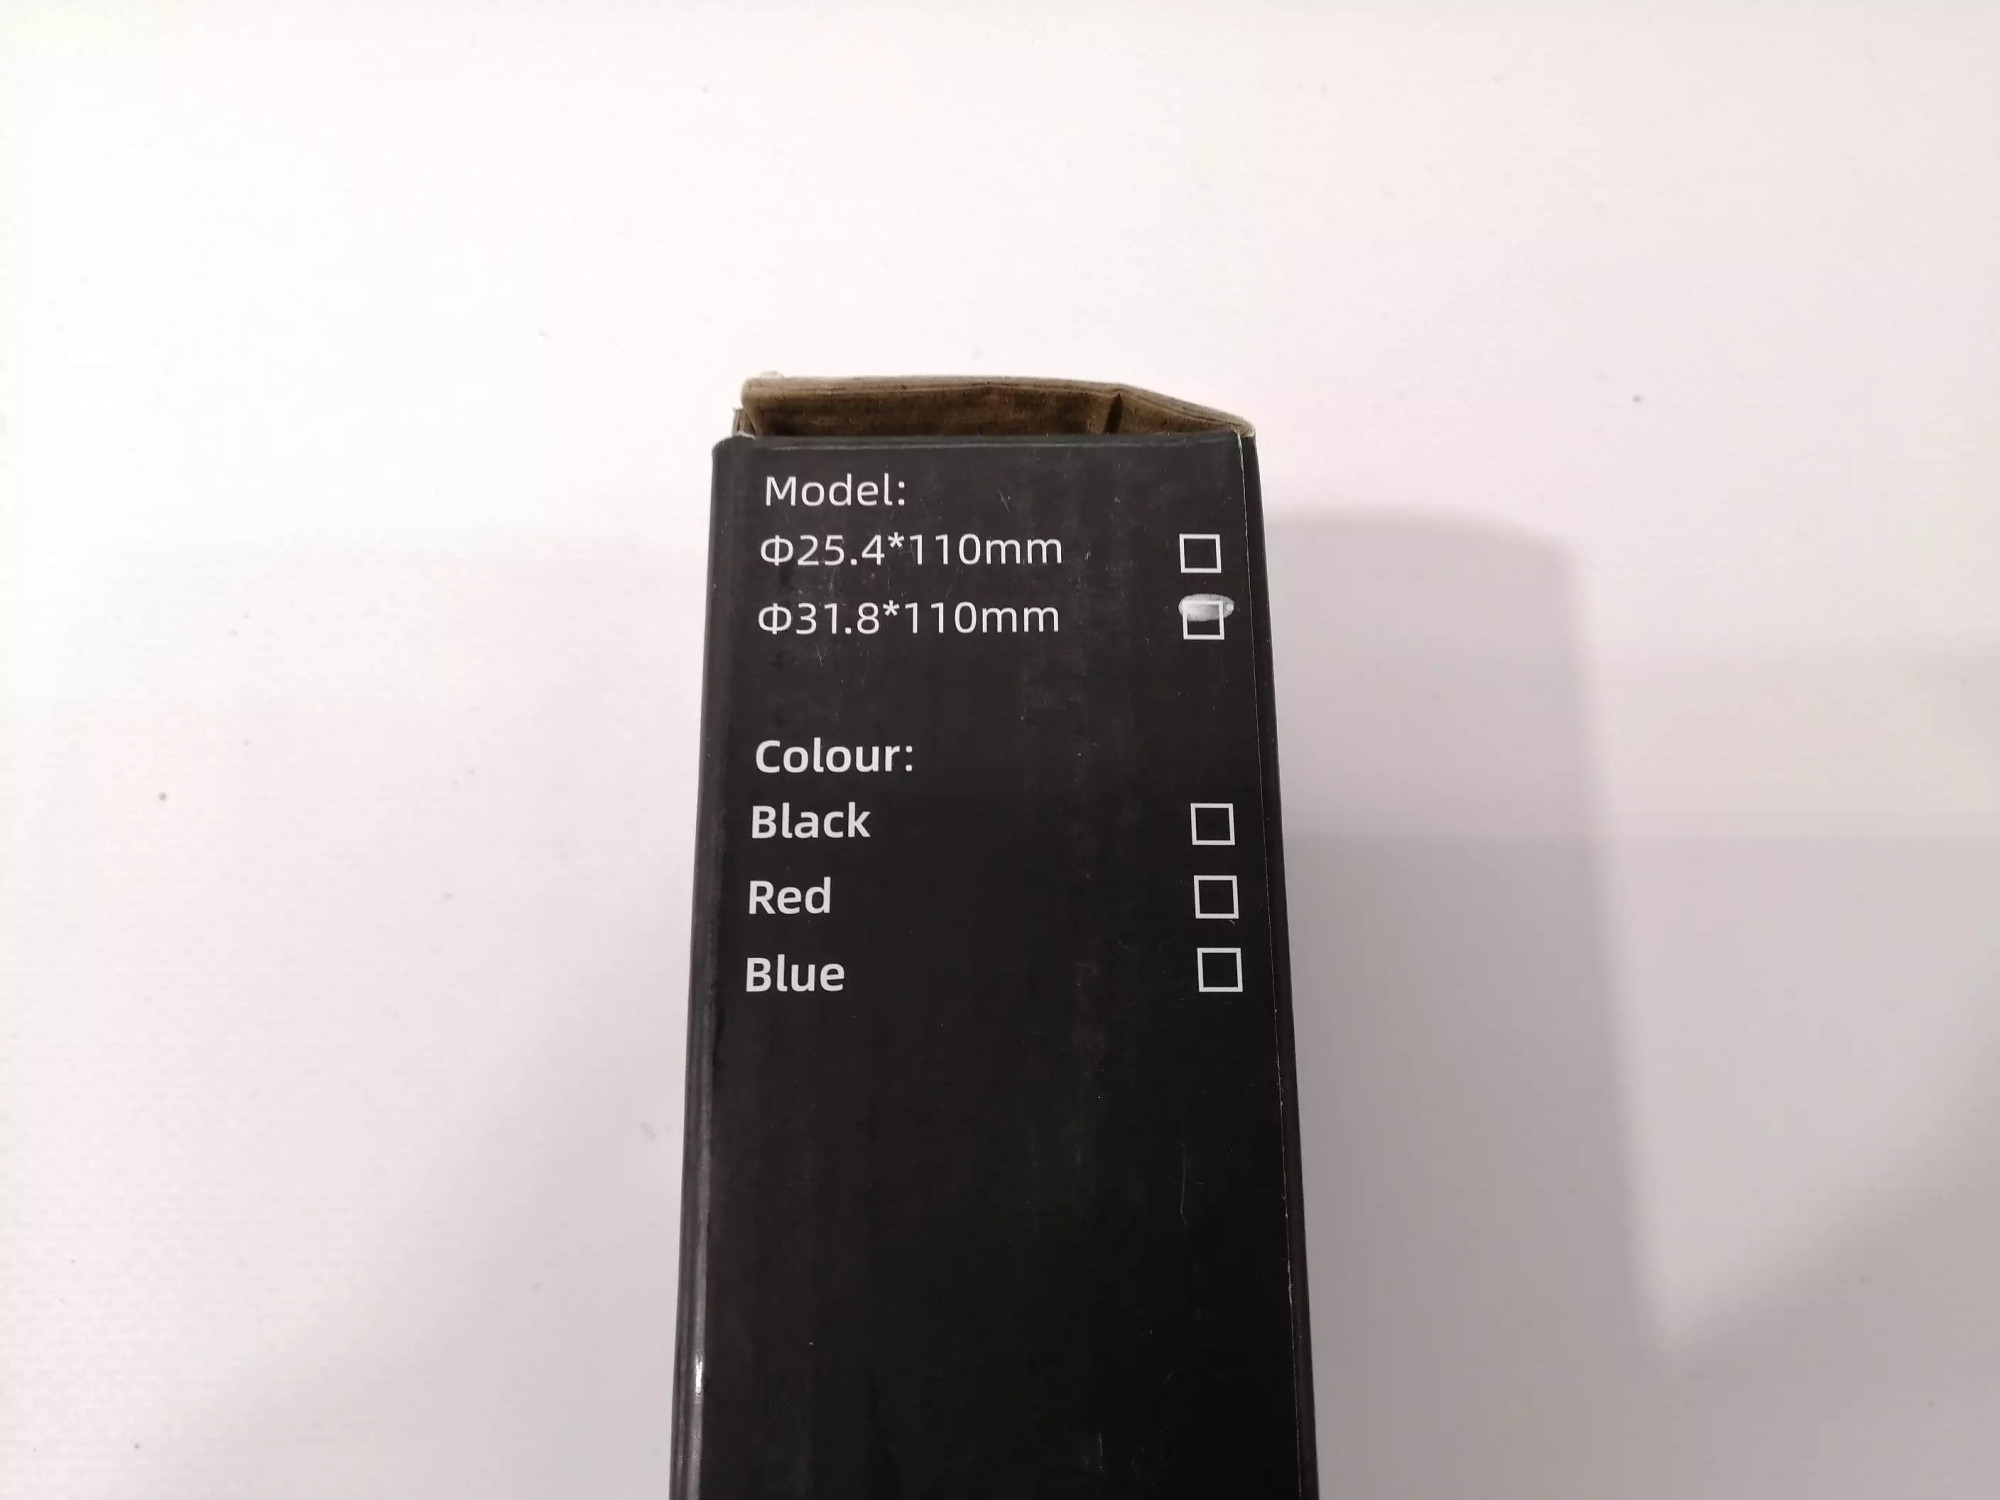 Model:
Φ25.4*110mm
Φ31.8*110mm
Colour:
Black
Red
Blue